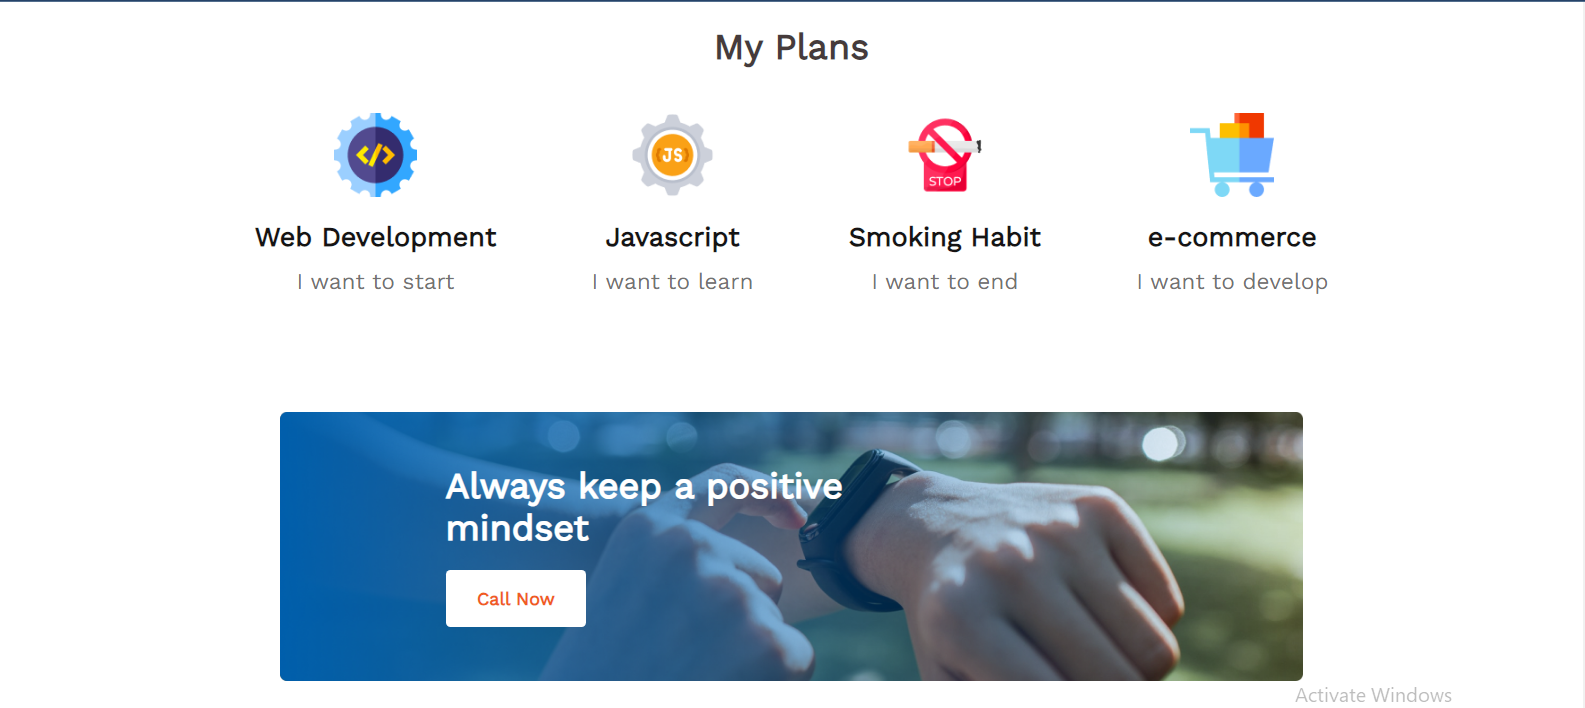 My Plans
</>
JS
STOP
Web Development
Javascript
Smoking Habit
e-commerce
I want to start
I want to learn
I want to end
I want to develop
Always keep a positive
mindset
Call Now
Activate Windows